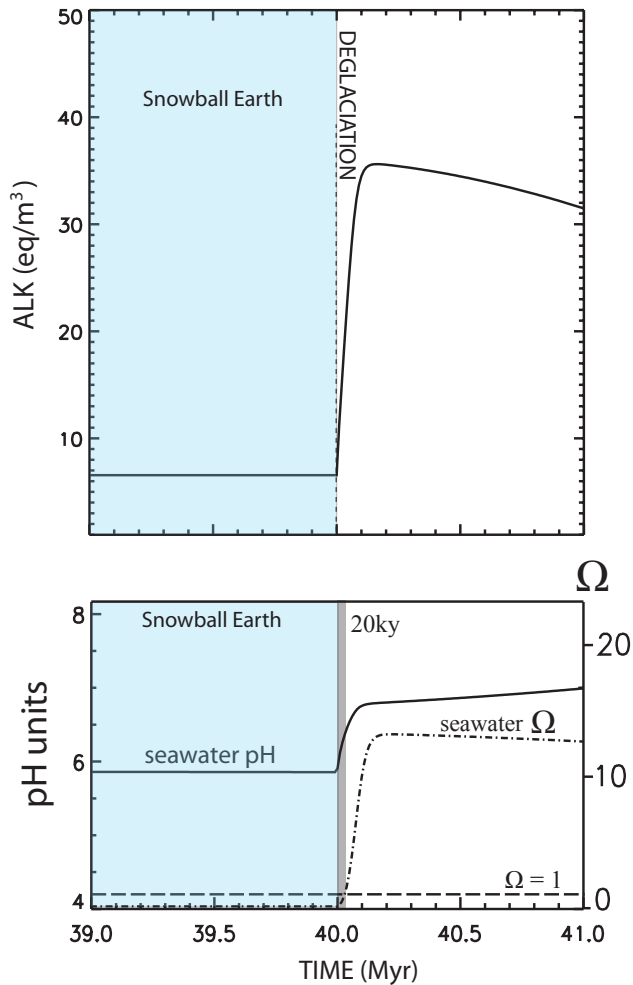 50
40
30
20
10
ALK (eq/m³)
Snowball Earth
DEGLACIATION
Ω
8
6
4
pH units
Snowball Earth
20ky
20
10
0
seawater pH
seawater Ω
Ω = 1
39.0 39.5 40.0 40.5 41.0
TIME (Myr)